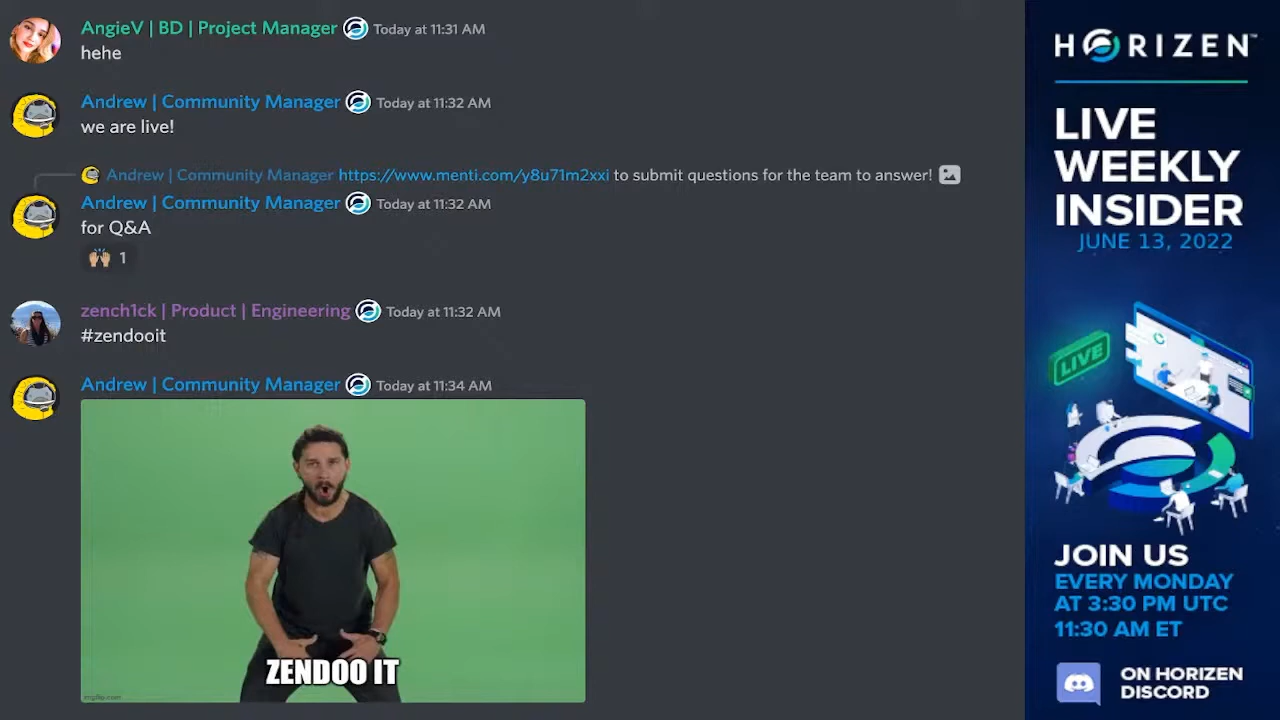 AngieV | BD | Project Manager Today at 11:31 AM
hehe
Andrew | Community Manager Today at 11:32 AM
we are live!
Andrew | Community Manager https://www.menti.com/y8u71m2xxi to submit questions for the team to answer!
Andrew | Community Manager Today at 11:32 AM
for Q&A
1
zench1ck | Product | Engineering Today at 11:32 AM
#zendooit
Andrew | Community Manager Today at 11:34 AM
ZENDOO IT
imgflip.com
HORIZEN™
LIVE
WEEKLY
INSIDER
JUNE 13, 2022
LIVE
JOIN US
EVERY MONDAY
AT 3:30 PM UTC
11:30 AM ET
ON HORIZEN
DISCORD